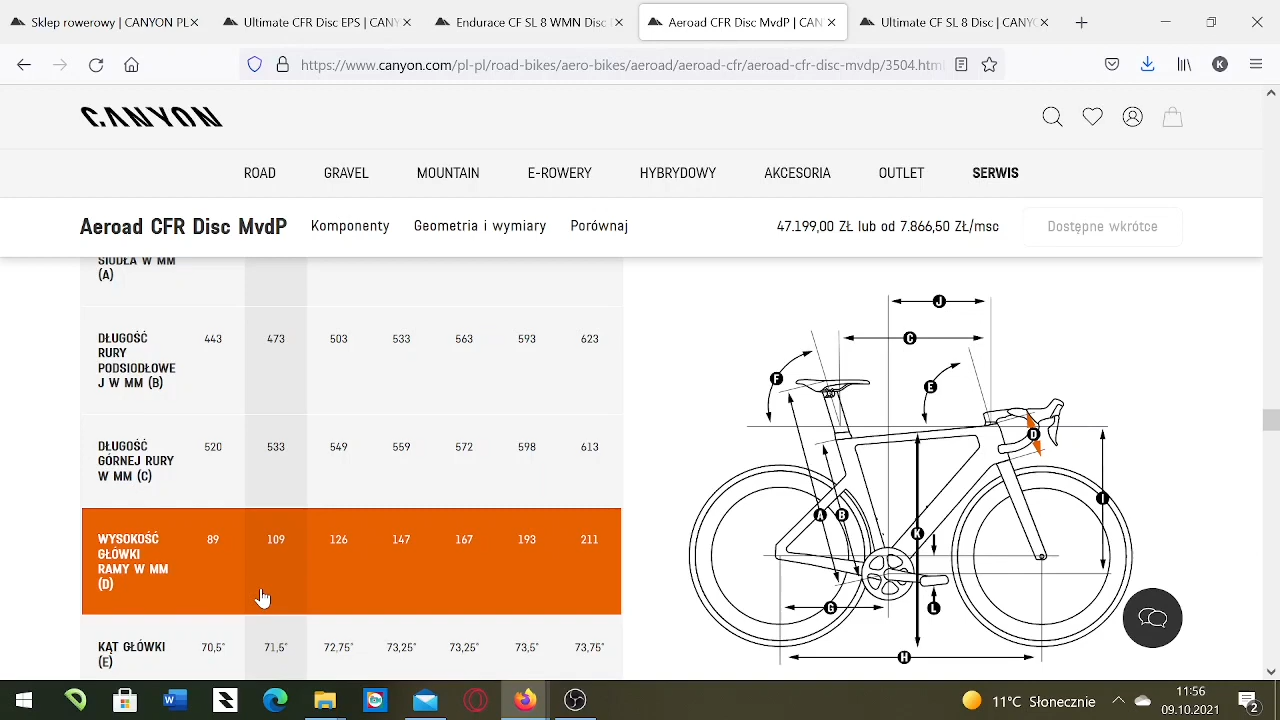 Sklep rowerowy | CANYON PL
Ultimate CFR Disc EPS | CANY
Endurace CF SL 8 WMN Disc
Aeroad CFR Disc MvdP | CAN
Ultimate CF SL 8 Disc | CANYO
https://www.canyon.com/pl-pl/road-bikes/aero-bikes/aeroad/aeroad-cfr/aeroad-cfr-disc-mvdp/3504.html
K
CANYON
ROAD
GRAVEL
MOUNTAIN
E-ROWERY
HYBRYDOWY
AKCESORIA
OUTLET
SERWIS
Aeroad CFR Disc MvdP
Komponenty
Geometria i wymiary
Porównaj
47.199,00 ZŁ lub od 7.866,50 ZŁ/msc
Dostępne wkrótce
SIODŁA W MM
(A)
DŁUGOŚĆ
RURY
PODSIODŁOWE
J W MM (B)
443 473 503 533 563 593 623
DŁUGOŚĆ
GÓRNEJ RURY
W MM (C)
520 533 549 559 572 598 613
WYSOKOŚĆ
GŁÓWKI
RAMY W MM
(D)
89 109 126 147 167 193 211
KĄT GŁÓWKI
(E)
70,5° 71,5° 72,75° 73,25° 73,25° 73,5° 73,75°
J
C
F
E
D
I
A
B
K
G
L
H
11°C Słonecznie
11:56
09.10.2021
2